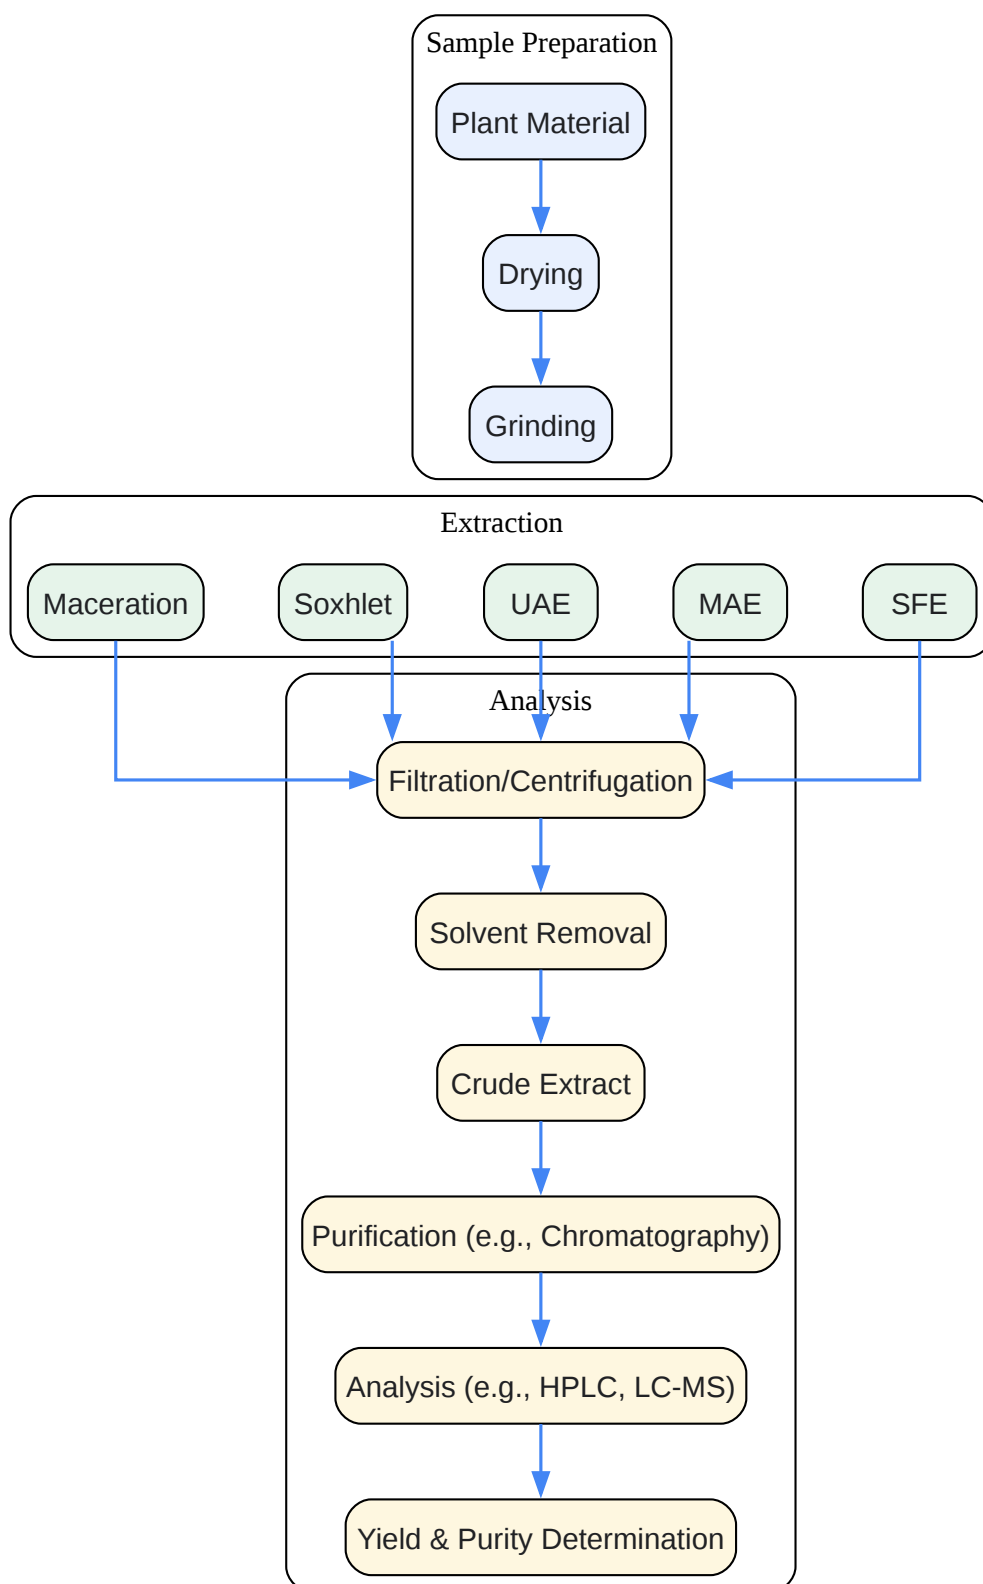 Sample Preparation
Plant Material
Drying
Grinding
Extraction
Maceration
Soxhlet
UAE
MAE
SFE
Analysis
Filtration/Centrifugation
Solvent Removal
Crude Extract
Purification (e.g., Chromatography)
Analysis (e.g., HPLC, LC-MS)
Yield & Purity Determination